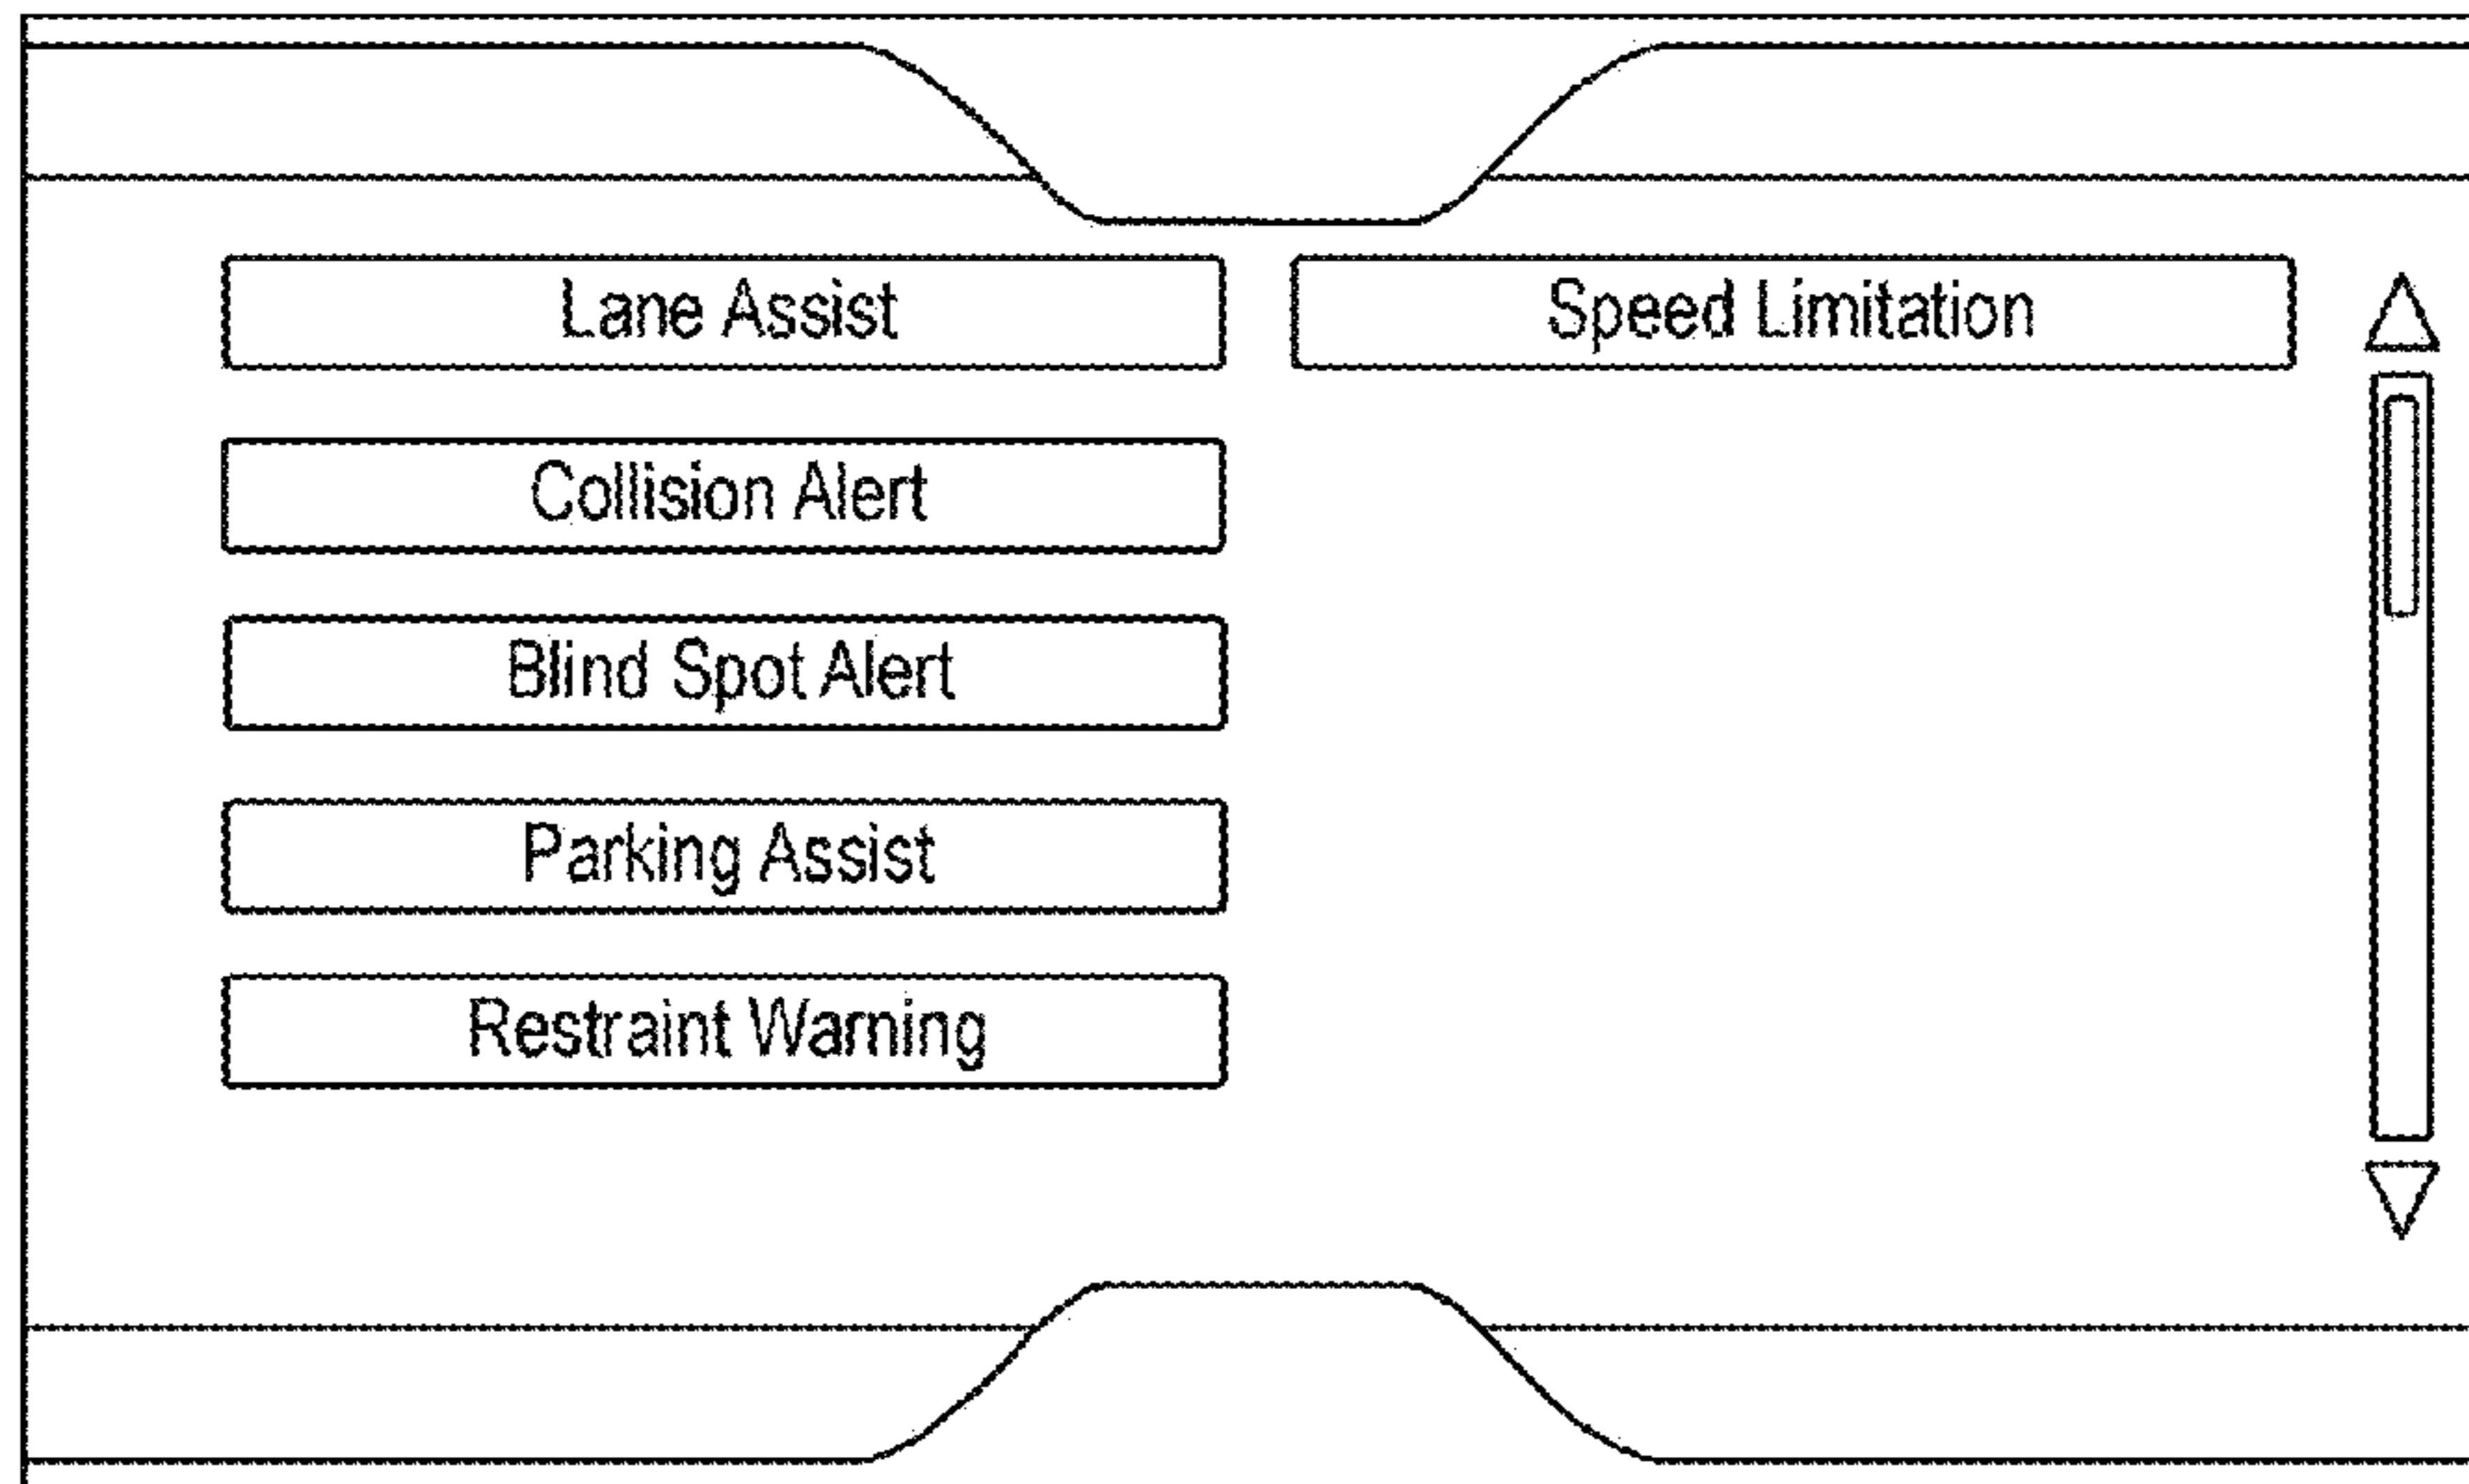 Lane Assist
Speed Limitation
Collision Alert
Blind Spot Alert
Parking Assist
Restraint Warning